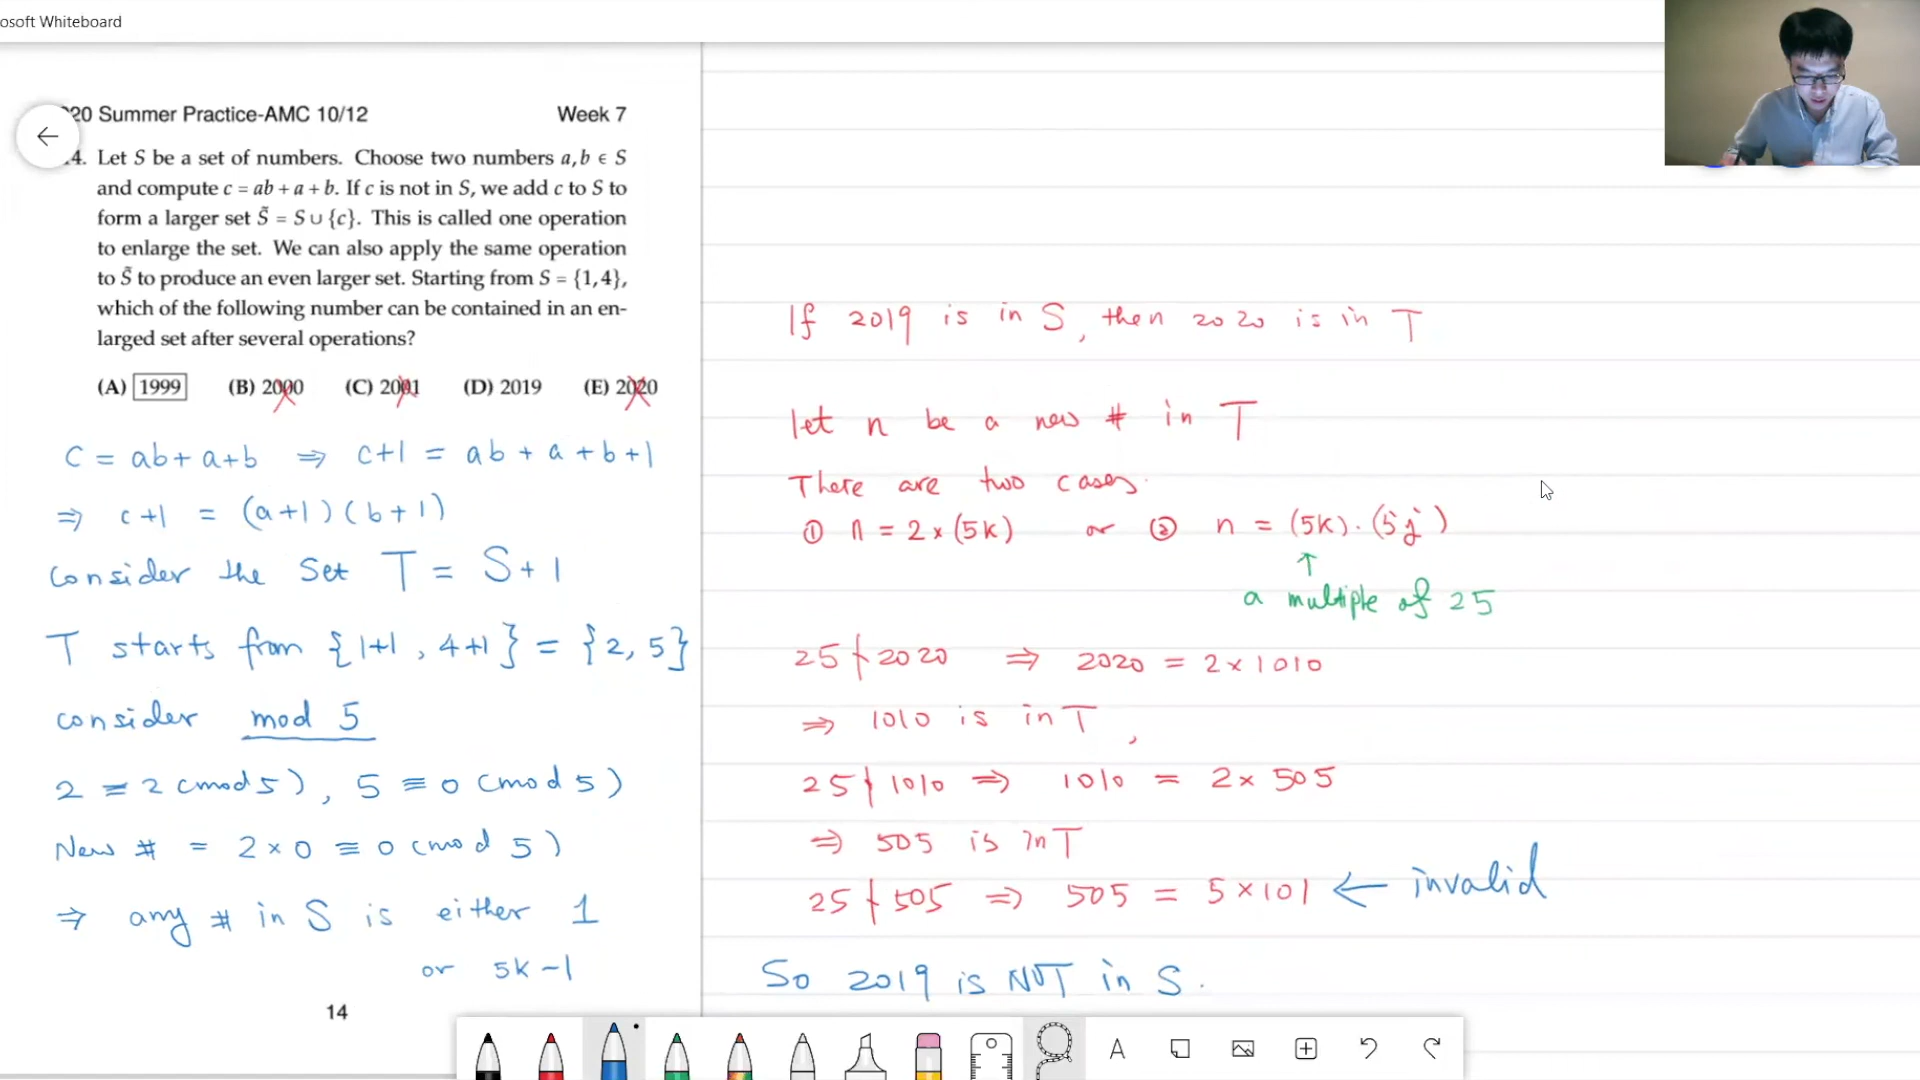 osoft Whiteboard
20 Summer Practice-AMC 10/12 Week 7
4. Let S be a set of numbers. Choose two numbers a, b ∈ S
and compute c = ab + a + b. If c is not in S, we add c to S to
form a larger set S̃ = S ∪ {c}. This is called one operation
to enlarge the set. We can also apply the same operation
to S̃ to produce an even larger set. Starting from S = {1, 4},
which of the following number can be contained in an en-
larged set after several operations?
(A) 1999 (B) 2000 (C) 2001 (D) 2019 (E) 2020
c = ab + a+b ⇒ c+1 = ab + a + b +1
⇒ c+1 = (a+1)(b+1)
Consider the Set T = S+1
T starts from {1+1, 4+1} = {2, 5}
consider mod 5
2 ≡ 2 (mod 5), 5 ≡ 0 (mod 5)
New # = 2 × 0 ≡ 0 (mod 5)
⇒ any # in S is either 1
or 5k-1
14
If 2019 is in S, then 2020 is in T
let n be a new # in T
There are two cases.
① n = 2×(5k) or ② n = (5k)·(5j)
↑
a multiple of 25
25∤2020 ⇒ 2020 = 2×1010
⇒ 1010 is in T,
25∤1010 ⇒ 1010 = 2×505
⇒ 505 is in T
25∤505 ⇒ 505 = 5×101 ← invalid
So 2019 is NOT in S.
A